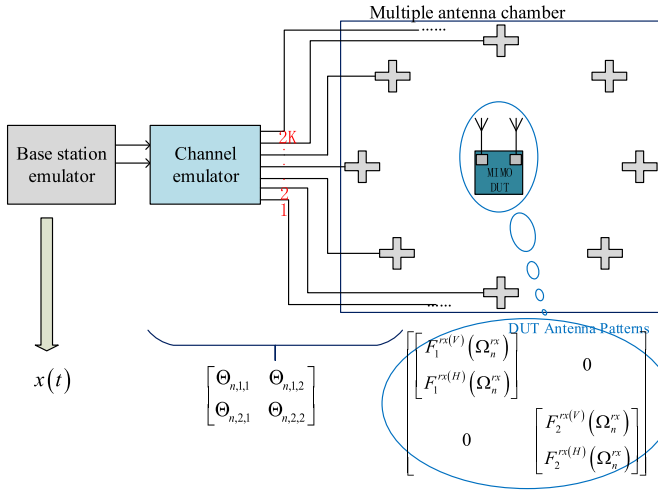 Multiple antenna chamber
......
Base station
emulator
Channel
emulator
2K
.
.
.
2
1
MIMO
DUT
......
DUT Antenna Patterns
x(t)
[Θ_{n,1,1} Θ_{n,1,2}]
[Θ_{n,2,1} Θ_{n,2,2}]
[F_1^{rx(V)}(Ω_n^{rx})] 0
[F_1^{rx(H)}(Ω_n^{rx})]
0 [F_2^{rx(V)}(Ω_n^{rx})]
[F_2^{rx(H)}(Ω_n^{rx})]